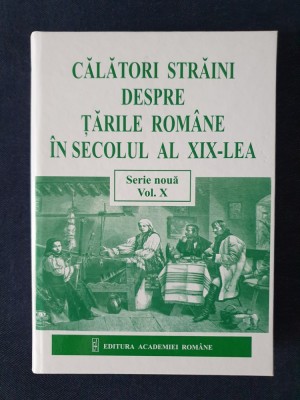 CĂLĂTORI STRĂINI
DESPRE
ȚĂRILE ROMÂNE
ÎN SECOLUL AL XIX-LEA
Serie nouă
Vol. X
EDITURA ACADEMIEI ROMÂNE